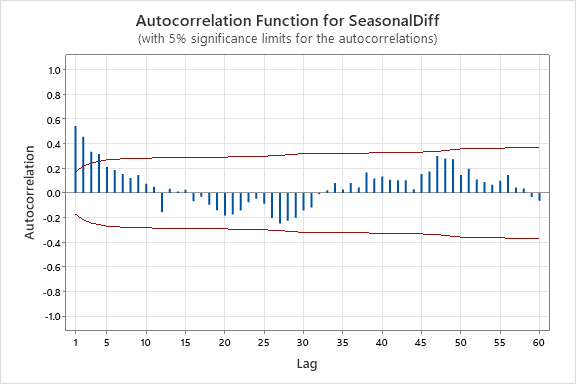 Autocorrelation Function for SeasonalDiff
(with 5% significance limits for the autocorrelations)
1.0
0.8
0.6
0.4
0.2
0.0
-0.2
-0.4
-0.6
-0.8
-1.0
Autocorrelation
1 5 10 15 20 25 30 35 40 45 50 55 60
Lag